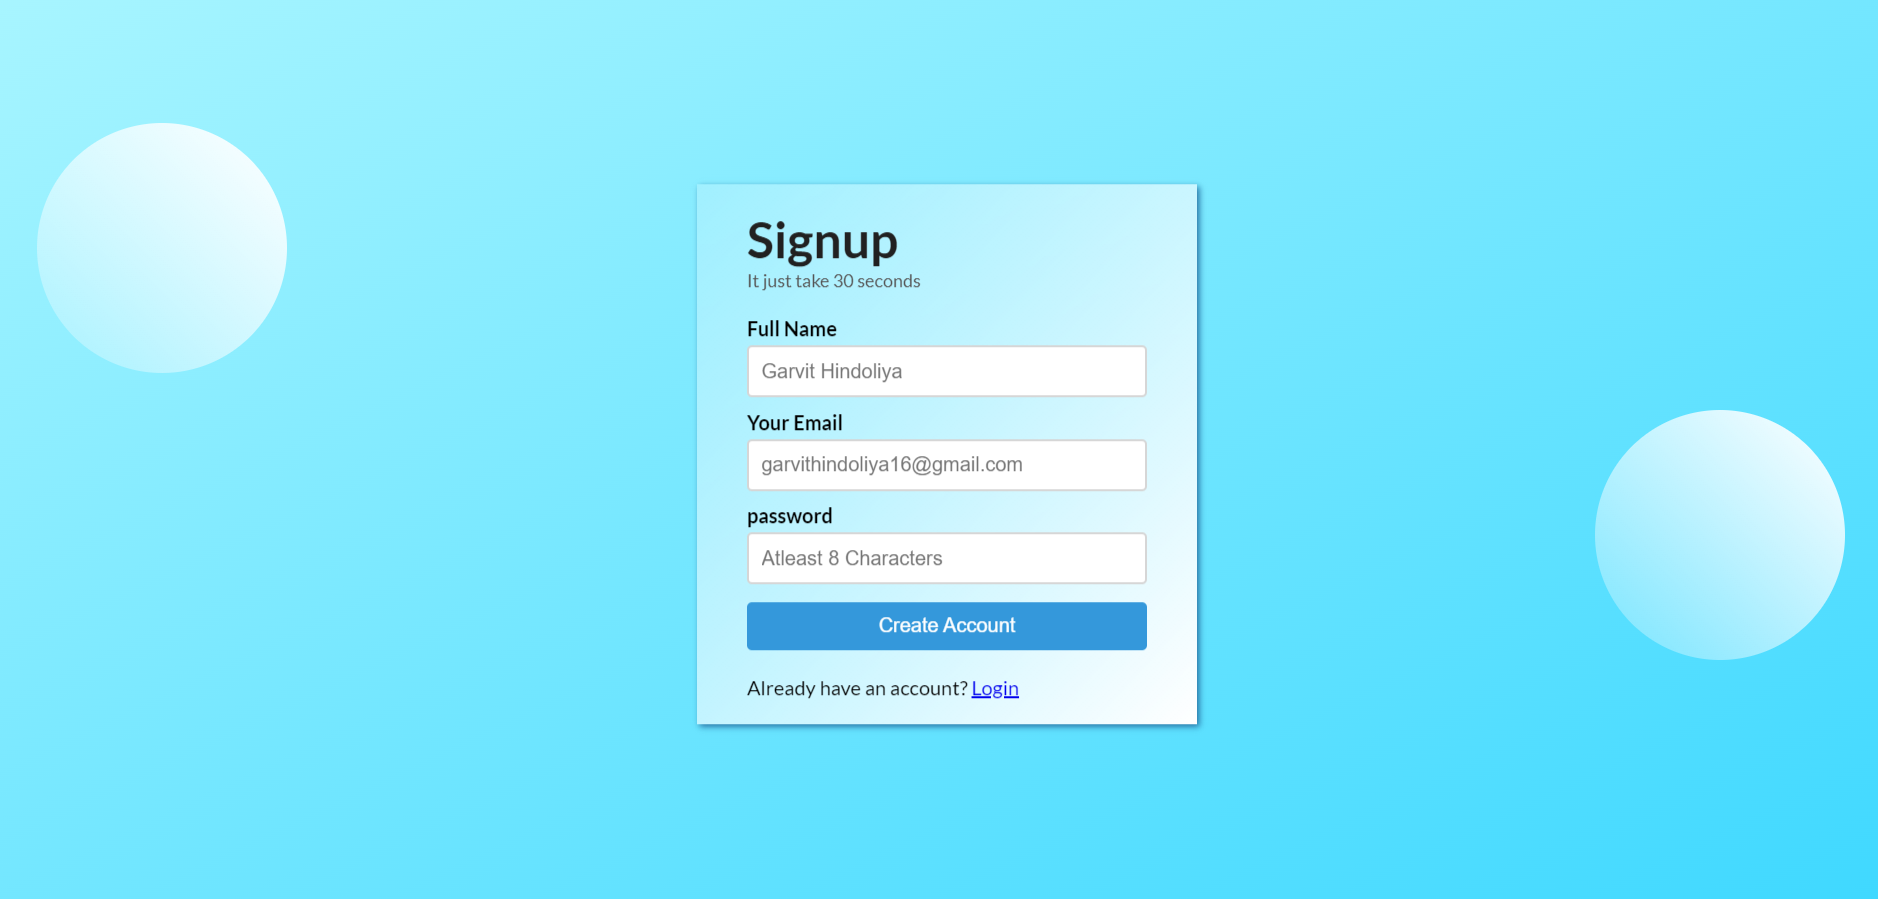 Signup
It just take 30 seconds
Full Name
Garvit Hindoliya
Your Email
garvithindoliya16@gmail.com
password
Atleast 8 Characters
Create Account
Already have an account? Login